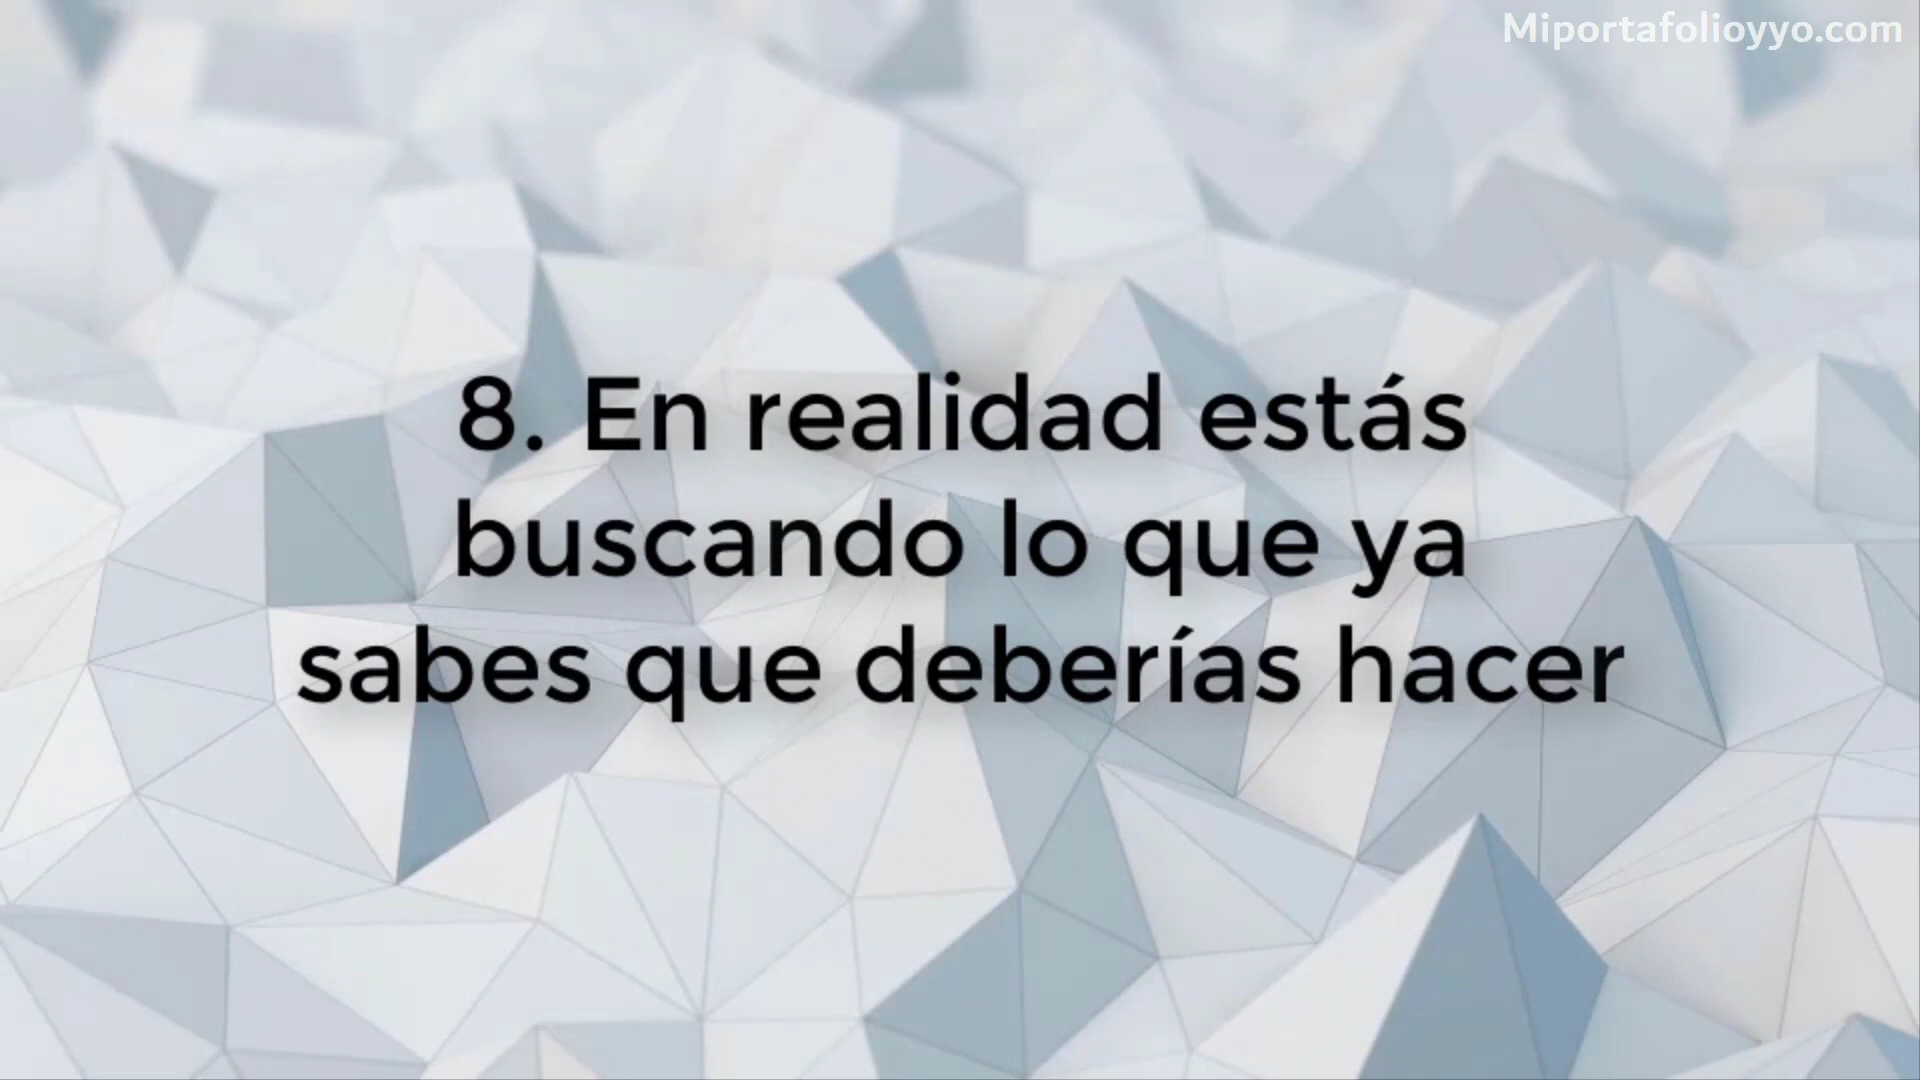 Miportafolioyyo.com
8. En realidad estás
buscando lo que ya
sabes que deberías hacer